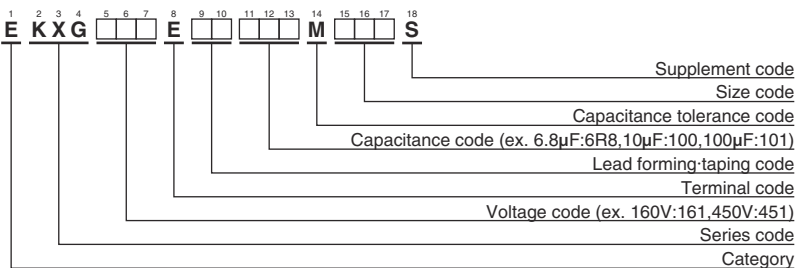 1 2 3 4 5 6 7 8 9 10 11 12 13 14 15 16 17 18
E K X G E M S
Supplement code
Size code
Capacitance tolerance code
Capacitance code (ex. 6.8μF:6R8,10μF:100,100μF:101)
Lead forming·taping code
Terminal code
Voltage code (ex. 160V:161,450V:451)
Series code
Category